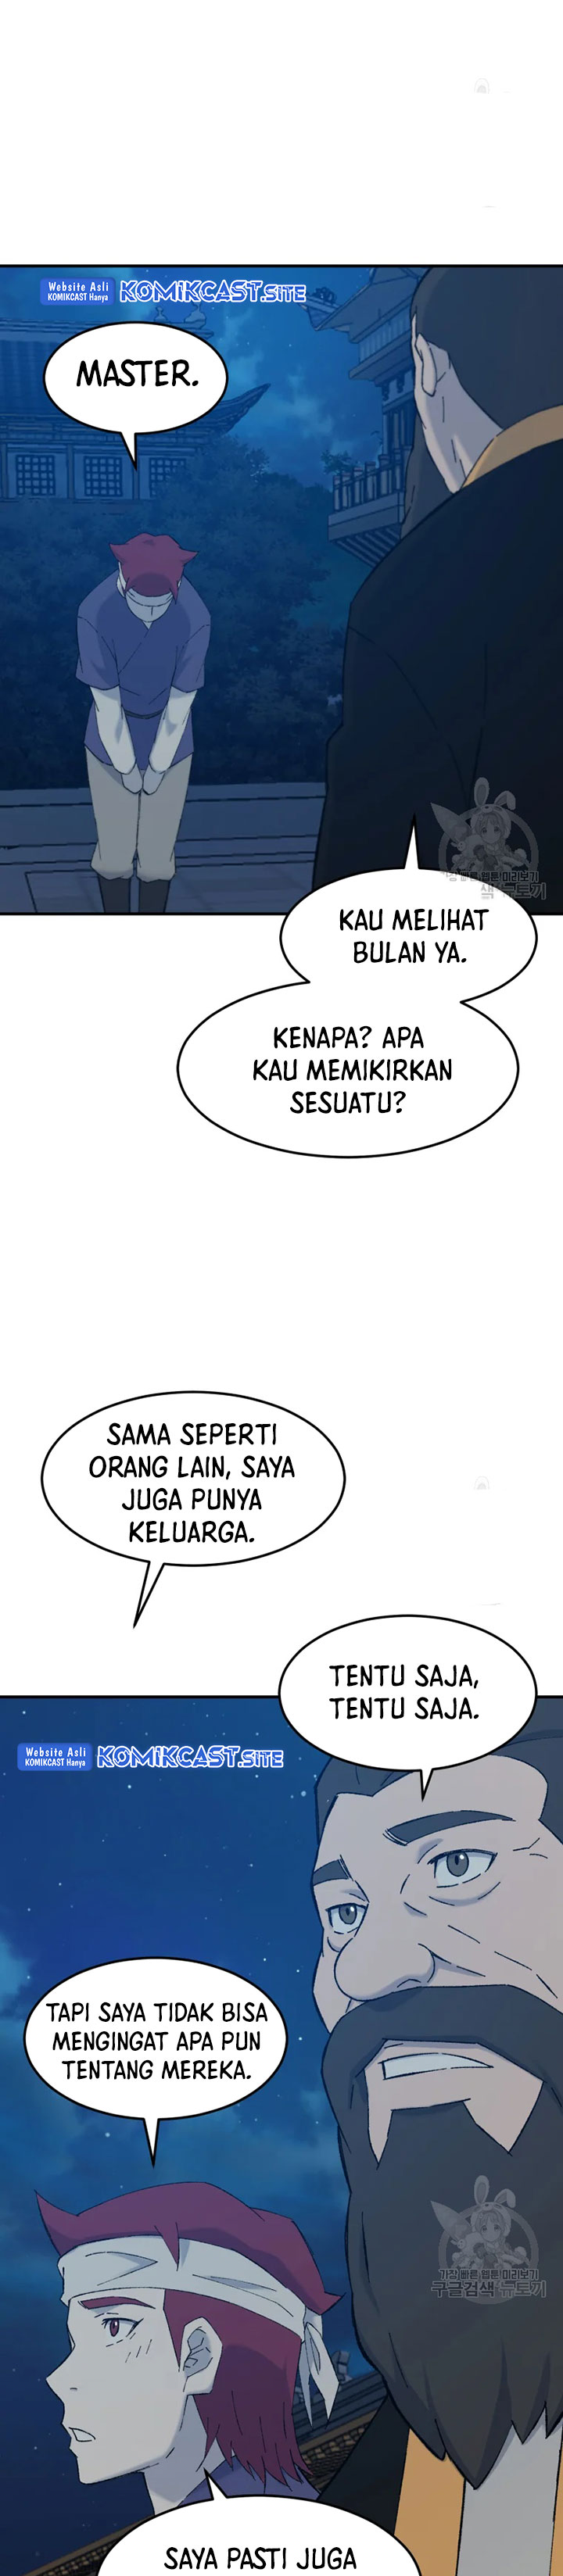 Website Asli
KOMIKCAST Hanya
KOMIKCAST.SITE
MASTER.
가장 빠른 웹툰 미리보기
구글검색 뉴토끼
KAU MELIHAT
BULAN YA.
KENAPA? APA
KAU MEMIKIRKAN
SESUATU?
SAMA SEPERTI
ORANG LAIN, SAYA
JUGA PUNYA
KELUARGA.
TENTU SAJA,
TENTU SAJA.
Website Asli
KOMIKCAST Hanya
KOMIKCAST.SITE
TAPI SAYA TIDAK BISA
MENGINGAT APA PUN
TENTANG MEREKA.
가장 빠른 웹툰 미리보기
구글검색 뉴토끼
SAYA PASTI JUGA